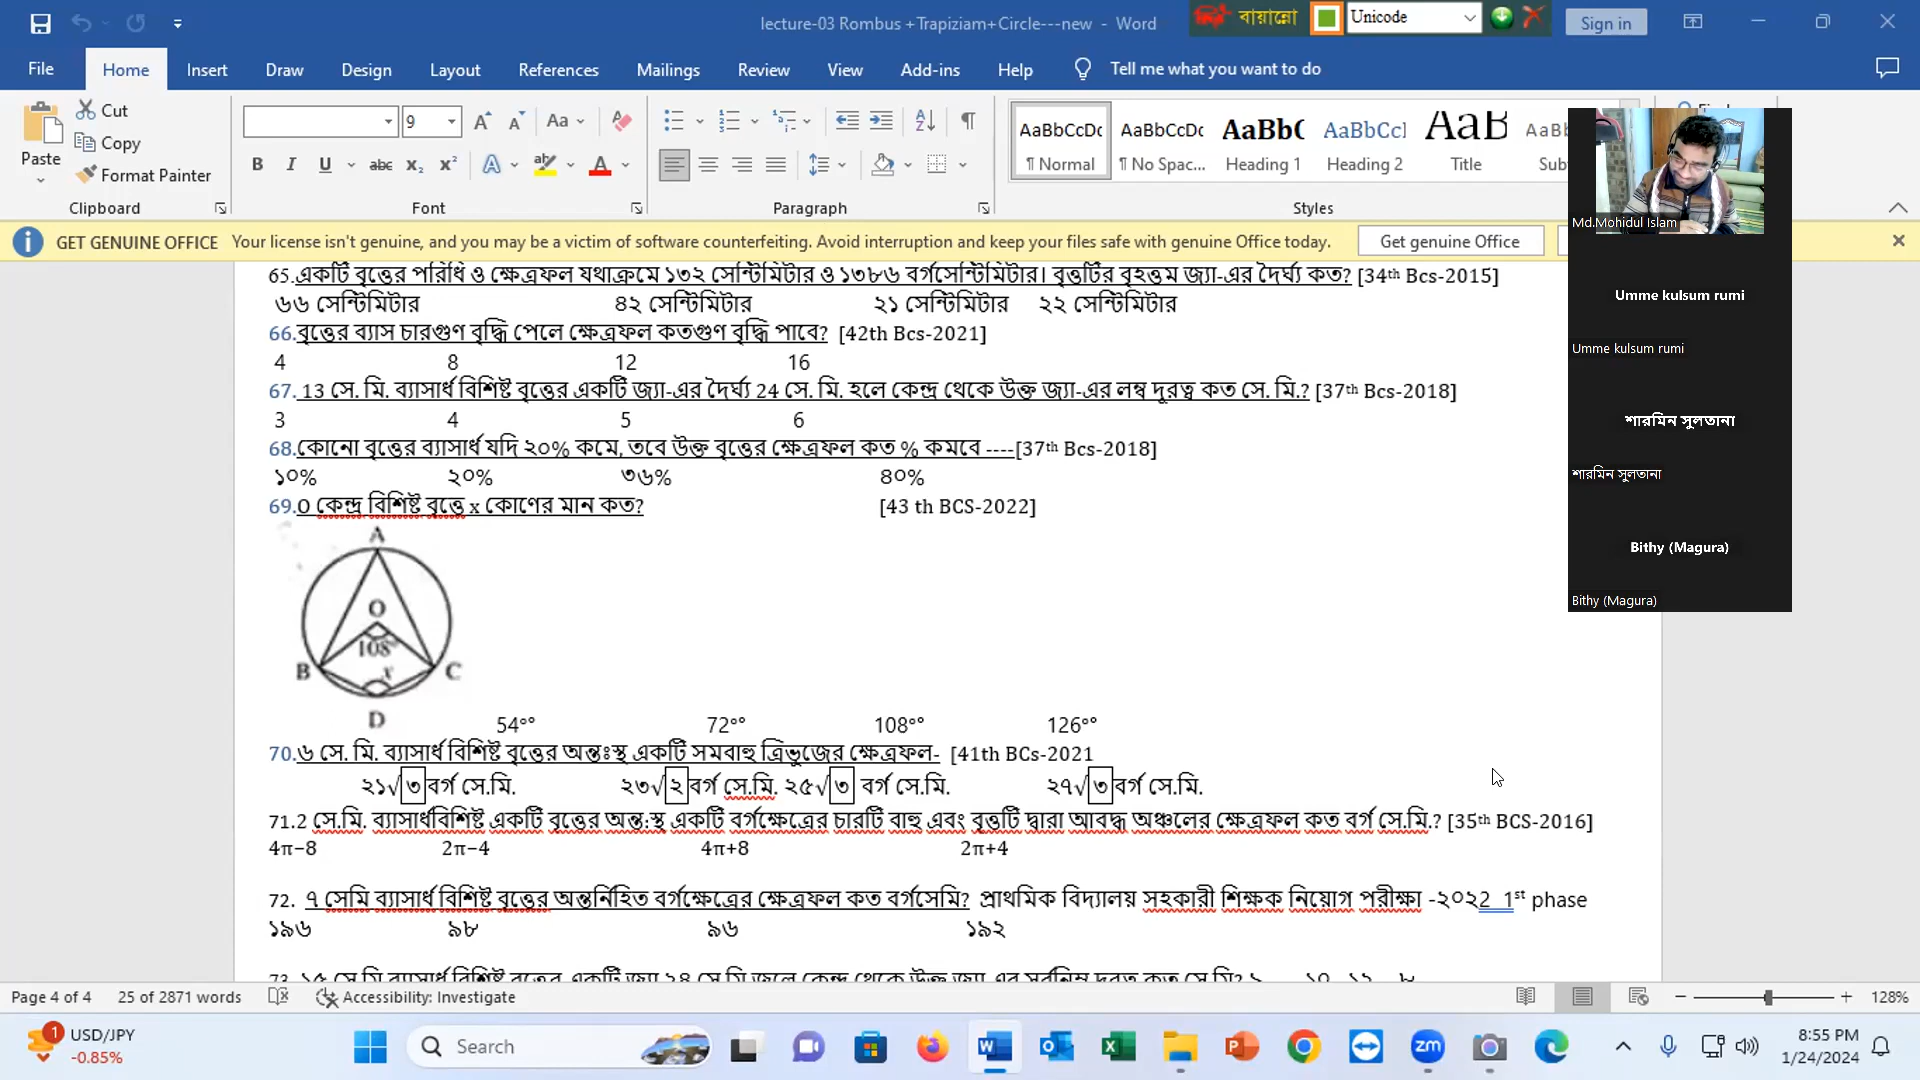 lecture-03 Rombus +Trapiziam+Circle---new - Word
বায়ান্নো
Unicode
Sign in
File Home Insert Draw Design Layout References Mailings Review View Add-ins Help Tell me what you want to do
Paste
Cut
Copy
Format Painter
9
AaBbCcDc AaBbCcDc AaBbC AaBbCcl AaB
¶ Normal ¶ No Spac... Heading 1 Heading 2 Title
Clipboard Font Paragraph Styles
GET GENUINE OFFICE Your license isn't genuine, and you may be a victim of software counterfeiting. Avoid interruption and keep your files safe with genuine Office today. Get genuine Office
65.একটি বৃত্তের পরিধি ও ক্ষেত্রফল যথাক্রমে ১৩২ সেন্টিমিটার ও ১৩৮৬ বর্গসেন্টিমিটার। বৃত্তটির বৃহত্তম জ্যা-এর দৈর্ঘ্য কত? [34th Bcs-2015]
৬৬ সেন্টিমিটার ৪২ সেন্টিমিটার ২১ সেন্টিমিটার ২২ সেন্টিমিটার
66.বৃত্তের ব্যাস চারগুণ বৃদ্ধি পেলে ক্ষেত্রফল কতগুণ বৃদ্ধি পাবে? [42th Bcs-2021]
4 8 12 16
67. 13 সে. মি. ব্যাসার্ধ বিশিষ্ট বৃত্তের একটি জ্যা-এর দৈর্ঘ্য 24 সে. মি. হলে কেন্দ্র থেকে উক্ত জ্যা-এর লম্ব দূরত্ব কত সে. মি.? [37th Bcs-2018]
3 4 5 6
68.কোনো বৃত্তের ব্যাসার্ধ যদি ২০% কমে, তবে উক্ত বৃত্তের ক্ষেত্রফল কত % কমবে ----[37th Bcs-2018]
১০% ২০% ৩৬% ৪০%
69.O কেন্দ্র বিশিষ্ট বৃত্তে x কোণের মান কত? [43 th BCS-2022]
A
O
108°
B x C
D 54°° 72°° 108°° 126°°
70.৬ সে. মি. ব্যাসার্ধ বিশিষ্ট বৃত্তের অন্তঃস্থ একটি সমবাহু ত্রিভুজের ক্ষেত্রফল- [41th BCs-2021
২১√৩ বর্গ সে.মি. ২৩√২ বর্গ সে.মি. ২৫√৩ বর্গ সে.মি. ২৭√৩ বর্গ সে.মি.
71.2 সে.মি. ব্যাসার্ধবিশিষ্ট একটি বৃত্তের অন্ত:স্থ একটি বর্গক্ষেত্রের চারটি বাহু এবং বৃত্তটি দ্বারা আবদ্ধ অঞ্চলের ক্ষেত্রফল কত বর্গ সে.মি.? [35th BCS-2016]
4π−8 2π−4 4π+8 2π+4
72. ৭ সেমি ব্যাসার্ধ বিশিষ্ট বৃত্তের অন্তর্নিহিত বর্গক্ষেত্রের ক্ষেত্রফল কত বর্গসেমি? প্রাথমিক বিদ্যালয় সহকারী শিক্ষক নিয়োগ পরীক্ষা -২০২2 1st phase
১৯৬ ৯৮ ৯৬ ১৯২
Md.Mohidul Islam
Umme kulsum rumi
Umme kulsum rumi
শারমিন সুলতানা
শারমিন সুলতানা
Bithy (Magura)
Bithy (Magura)
Page 4 of 4 25 of 2871 words Accessibility: Investigate 128%
1 USD/JPY
-0.85%
Search
8:55 PM
1/24/2024